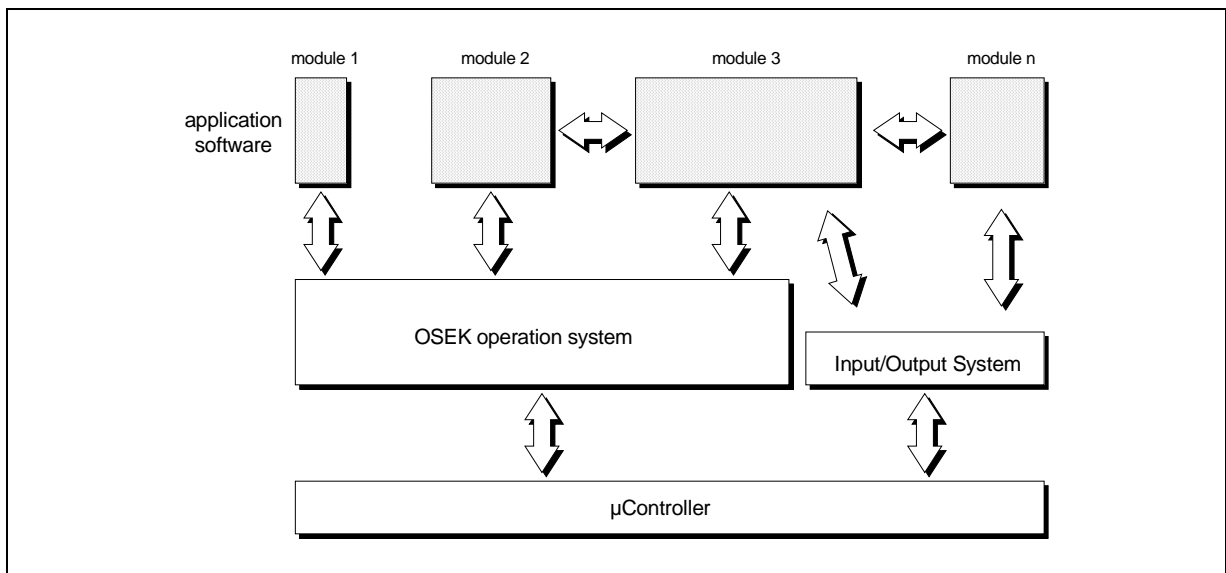 module 1
module 2
module 3
module n
application
software
OSEK operation system
Input/Output System
µController